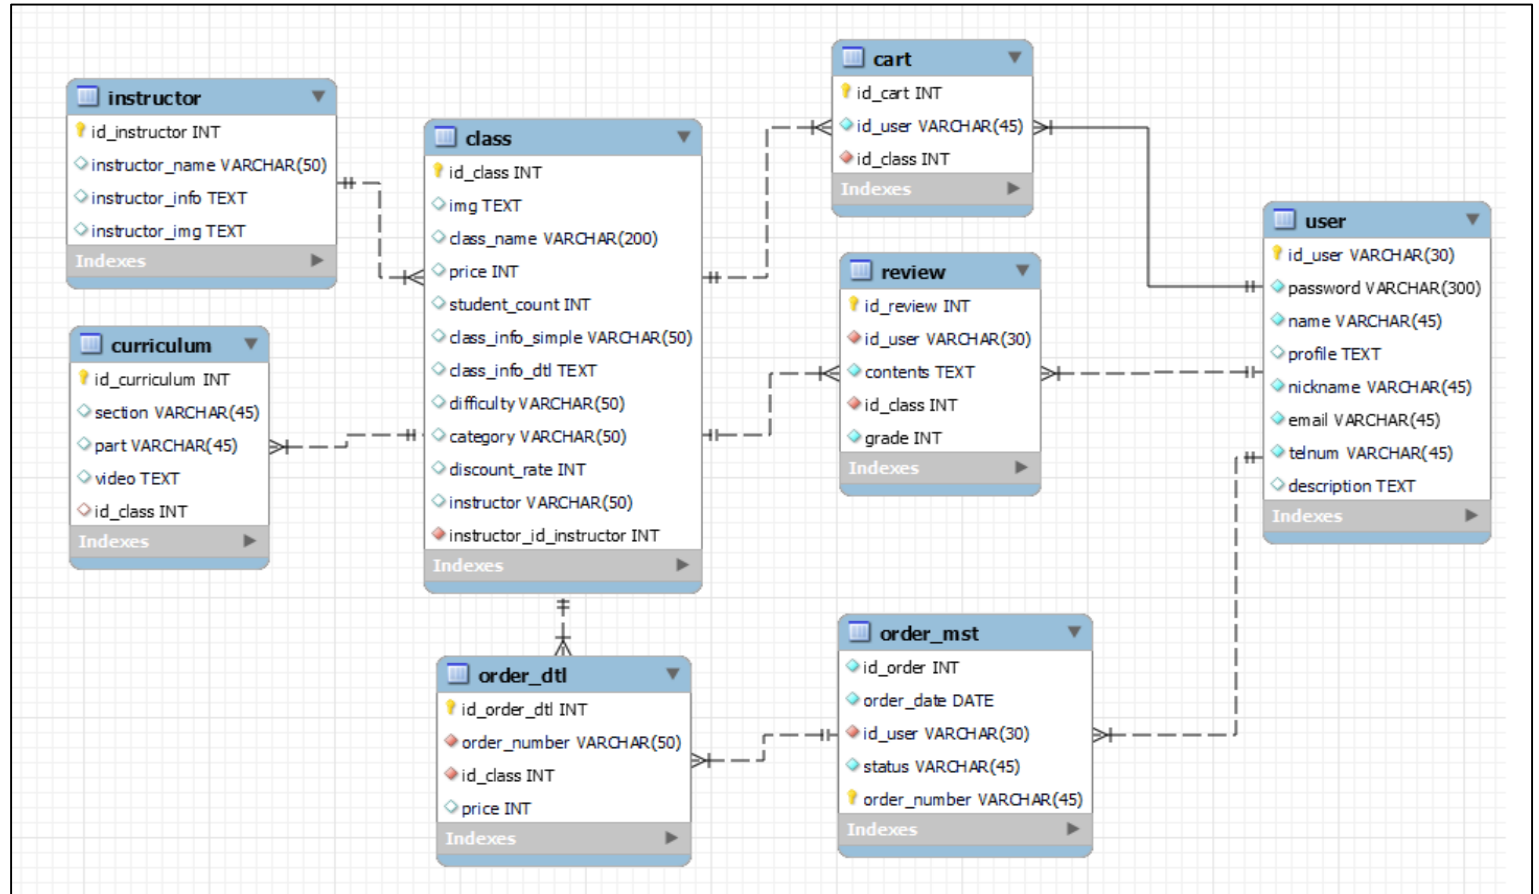 instructor
id_instructor INT
instructor_name VARCHAR(50)
instructor_info TEXT
instructor_img TEXT
Indexes
curriculum
id_curriculum INT
section VARCHAR(45)
part VARCHAR(45)
video TEXT
id_class INT
Indexes
class
id_class INT
img TEXT
class_name VARCHAR(200)
price INT
student_count INT
class_info_simple VARCHAR(50)
class_info_dtl TEXT
difficulty VARCHAR(50)
category VARCHAR(50)
discount_rate INT
instructor VARCHAR(50)
instructor_id_instructor INT
Indexes
order_dtl
id_order_dtl INT
order_number VARCHAR(50)
id_class INT
price INT
Indexes
cart
id_cart INT
id_user VARCHAR(45)
id_class INT
Indexes
review
id_review INT
id_user VARCHAR(30)
contents TEXT
id_class INT
grade INT
Indexes
order_mst
id_order INT
order_date DATE
id_user VARCHAR(30)
status VARCHAR(45)
order_number VARCHAR(45)
Indexes
user
id_user VARCHAR(30)
password VARCHAR(300)
name VARCHAR(45)
profile TEXT
nickname VARCHAR(45)
email VARCHAR(45)
telnum VARCHAR(45)
description TEXT
Indexes